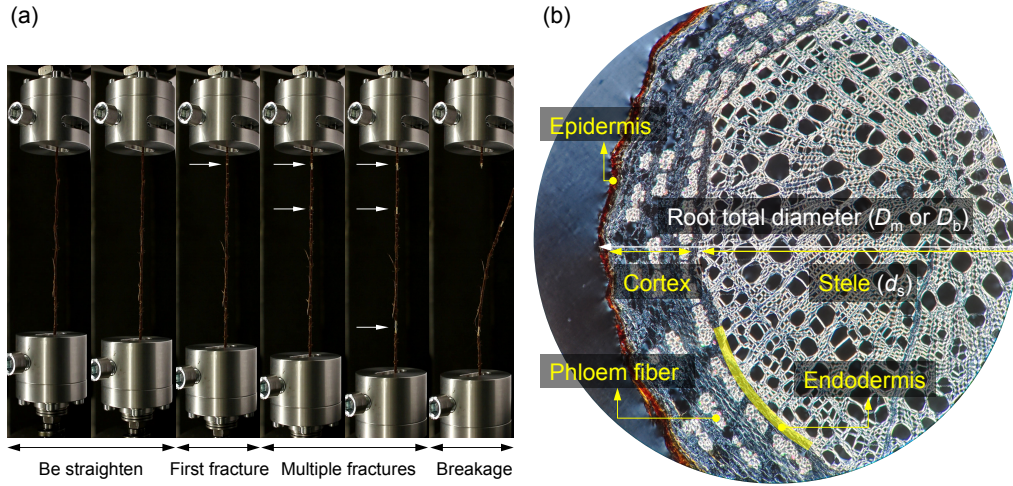 (a)
Be straighten
First fracture
Multiple fractures
Breakage
(b)
Epidermis
Root total diameter (Dm or Db)
Cortex
Stele (ds)
Phloem fiber
Endodermis